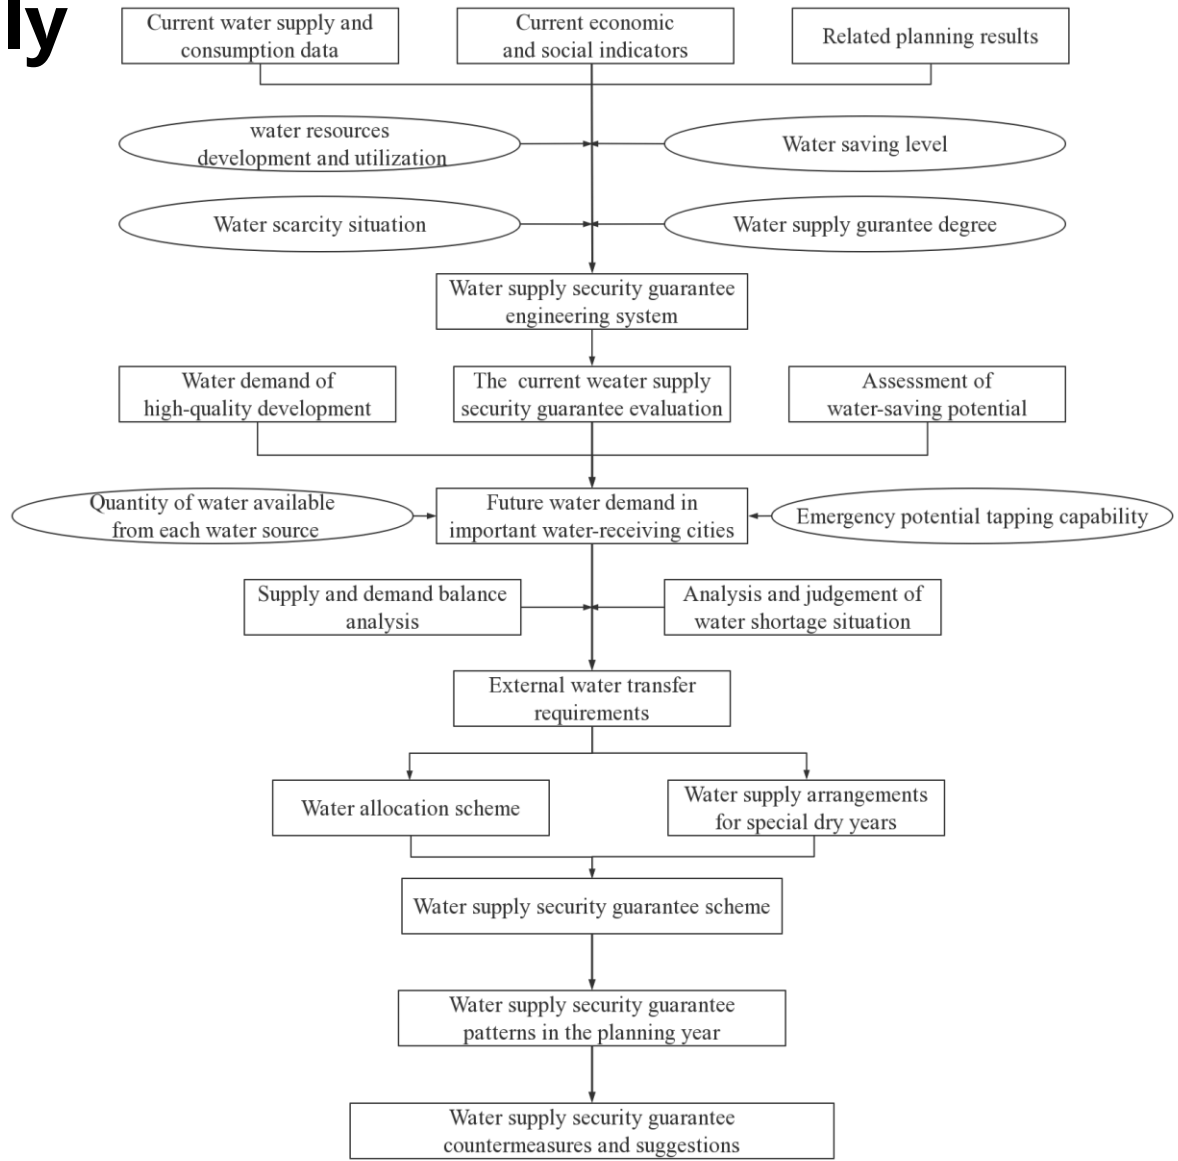 ly
Current water supply and
consumption data
Current economic
and social indicators
Related planning results
water resources
development and utilization
Water saving level
Water scarcity situation
Water supply gurantee degree
Water supply security guarantee
engineering system
Water demand of
high-quality development
The current weater supply
security guarantee evaluation
Assessment of
water-saving potential
Quantity of water available
from each water source
Future water demand in
important water-receiving cities
Emergency potential tapping capability
Supply and demand balance
analysis
Analysis and judgement of
water shortage situation
External water transfer
requirements
Water allocation scheme
Water supply arrangements
for special dry years
Water supply security guarantee scheme
Water supply security guarantee
patterns in the planning year
Water supply security guarantee
countermeasures and suggestions